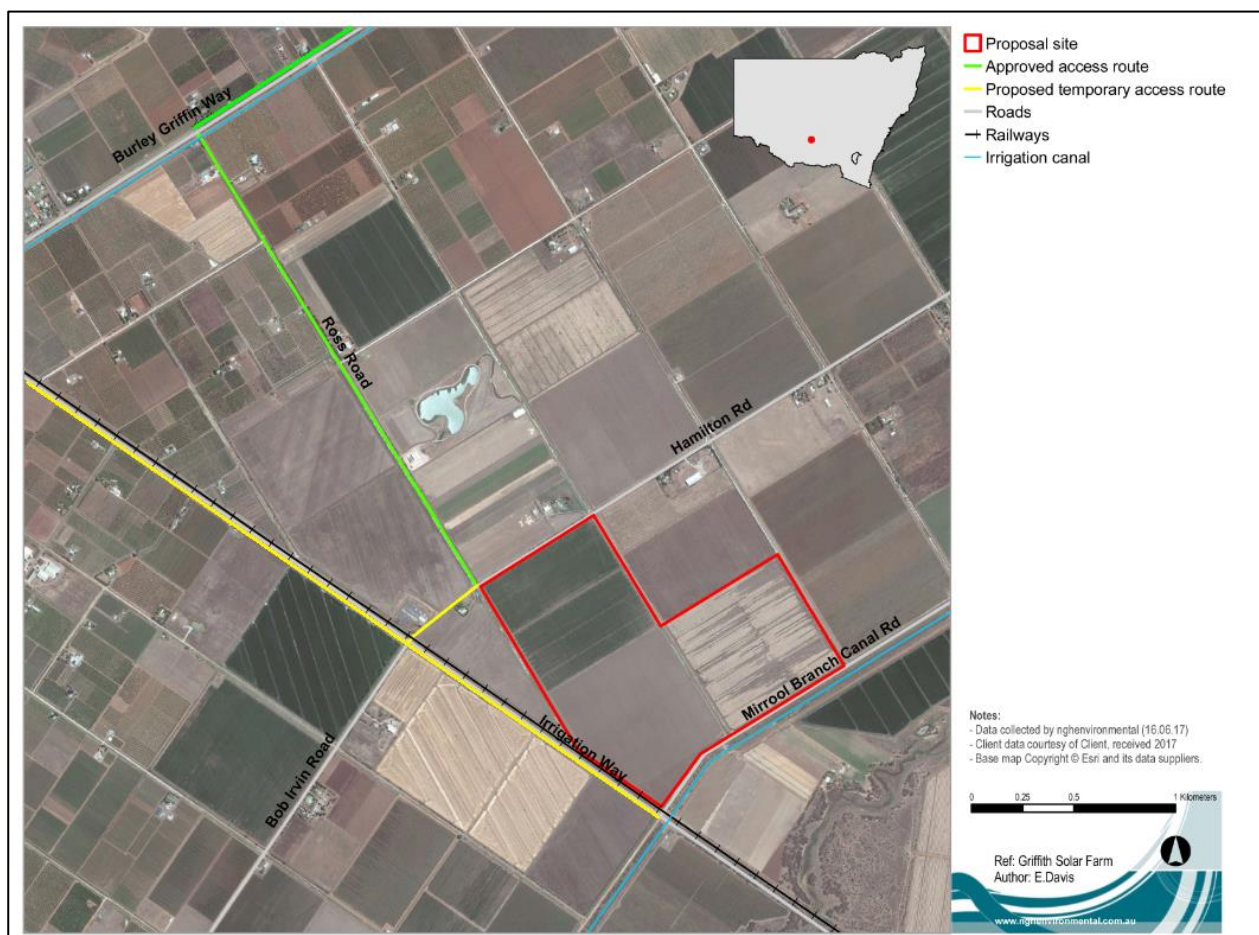 Burley Griffin Way
Ross Road
Hamilton Rd
Mirrool Branch Canal Rd
Irrigation Way
Bob Irvin Road
Proposal site
Approved access route
Proposed temporary access route
Roads
Railways
Irrigation canal
Notes:
- Data collected by nghenvironmental (16.06.17)
- Client data courtesy of Client, received 2017
- Base map Copyright © Esri and its data suppliers.
0 0.25 0.5 1 Kilometers
Ref: Griffith Solar Farm
Author: E.Davis
www.nghenvironmental.com.au